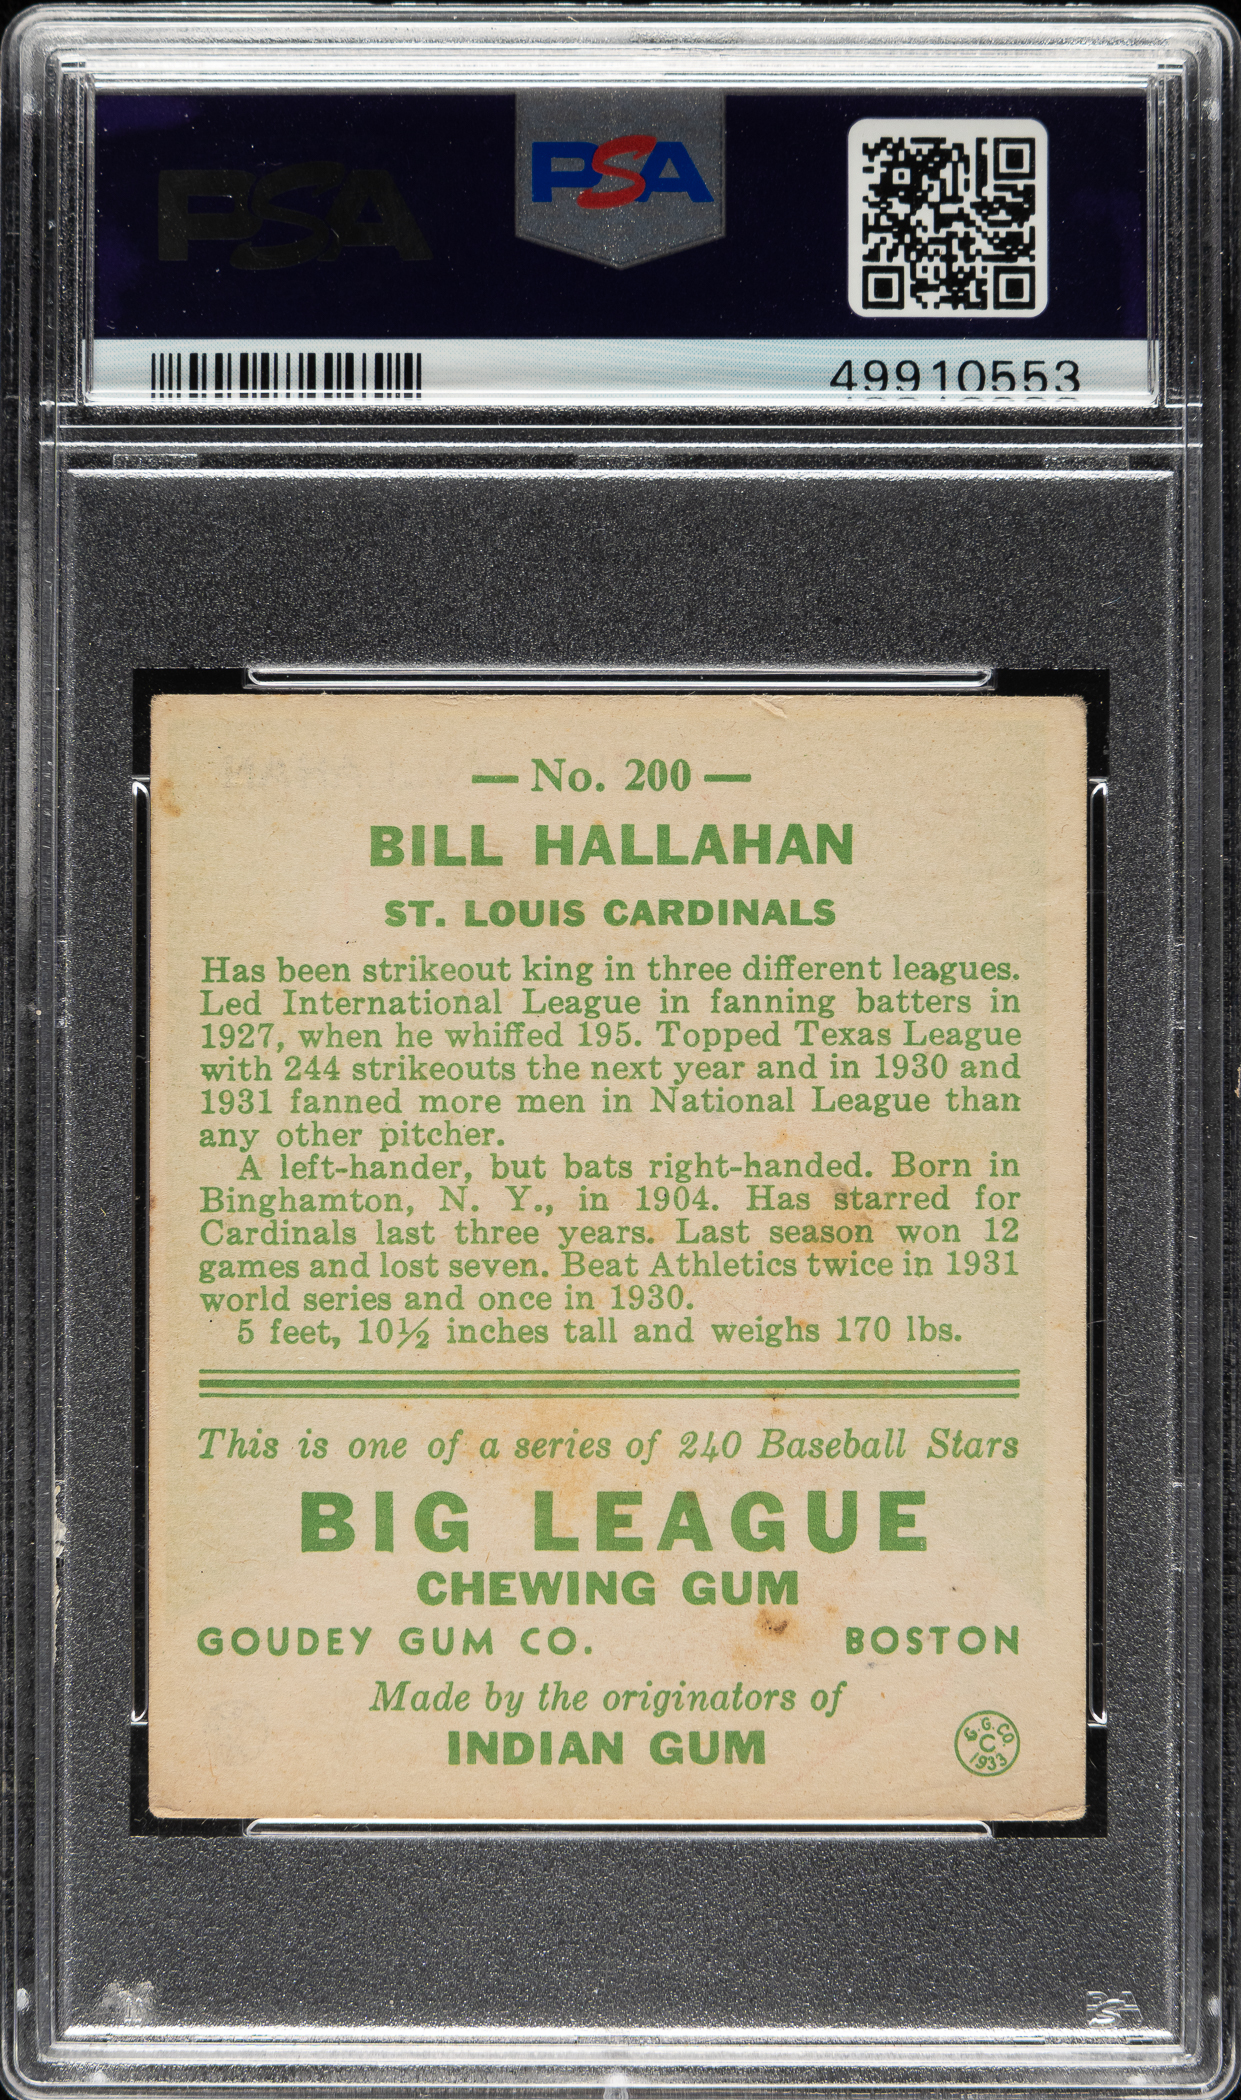 PSA
PSA
49910553
— No. 200 —
BILL HALLAHAN
ST. LOUIS CARDINALS
Has been strikeout king in three different leagues.
Led International League in fanning batters in
1927, when he whiffed 195. Topped Texas League
with 244 strikeouts the next year and in 1930 and
1931 fanned more men in National League than
any other pitcher.
A left-hander, but bats right-handed. Born in
Binghamton, N. Y., in 1904. Has starred for
Cardinals last three years. Last season won 12
games and lost seven. Beat Athletics twice in 1931
world series and once in 1930.
5 feet, 10½ inches tall and weighs 170 lbs.
This is one of a series of 240 Baseball Stars
BIG LEAGUE
CHEWING GUM
GOUDEY GUM CO. BOSTON
Made by the originators of
INDIAN GUM
G. G. CO.
C
1933
PSA